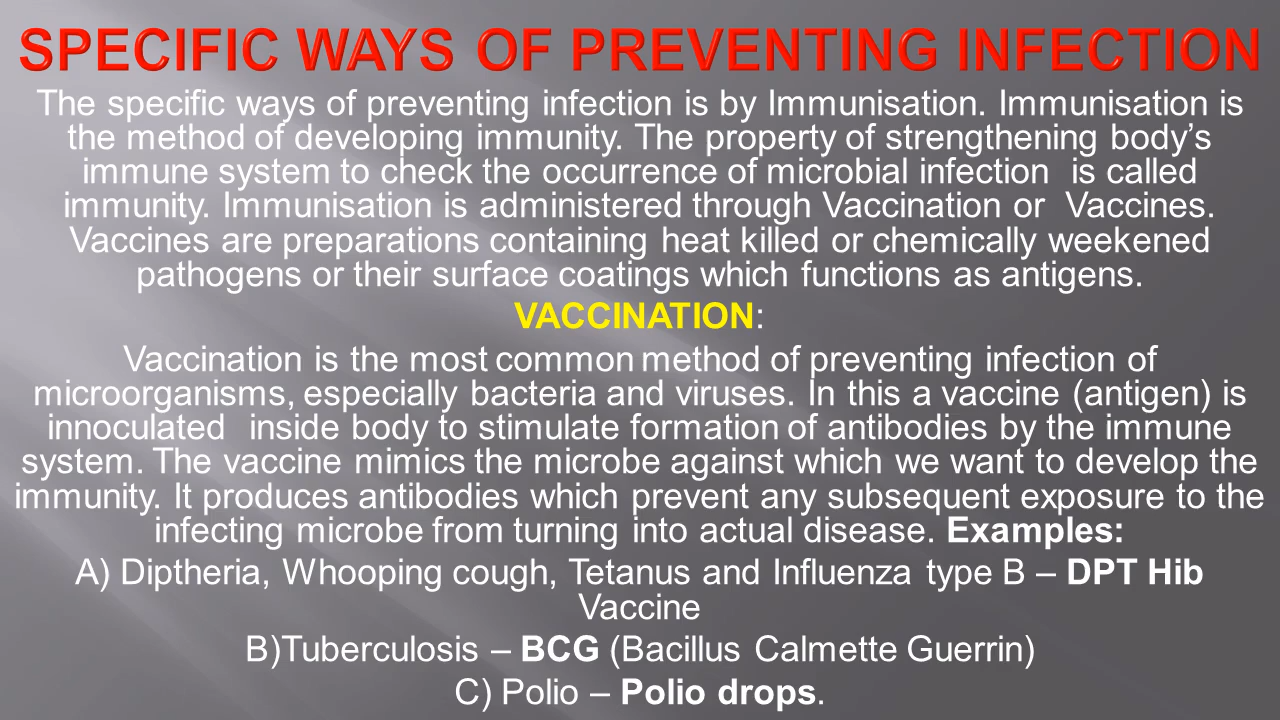 SPECIFIC WAYS OF PREVENTING INFECTION
The specific ways of preventing infection is by Immunisation. Immunisation is
the method of developing immunity. The property of strengthening body’s
immune system to check the occurrence of microbial infection  is called
immunity. Immunisation is administered through Vaccination or  Vaccines.
Vaccines are preparations containing heat killed or chemically weekened
pathogens or their surface coatings which functions as antigens.
VACCINATION:
Vaccination is the most common method of preventing infection of
microorganisms, especially bacteria and viruses. In this a vaccine (antigen) is
innoculated  inside body to stimulate formation of antibodies by the immune
system. The vaccine mimics the microbe against which we want to develop the
immunity. It produces antibodies which prevent any subsequent exposure to the
infecting microbe from turning into actual disease. Examples:
A) Diptheria, Whooping cough, Tetanus and Influenza type B – DPT Hib
Vaccine
B)Tuberculosis – BCG (Bacillus Calmette Guerrin)
C) Polio – Polio drops.